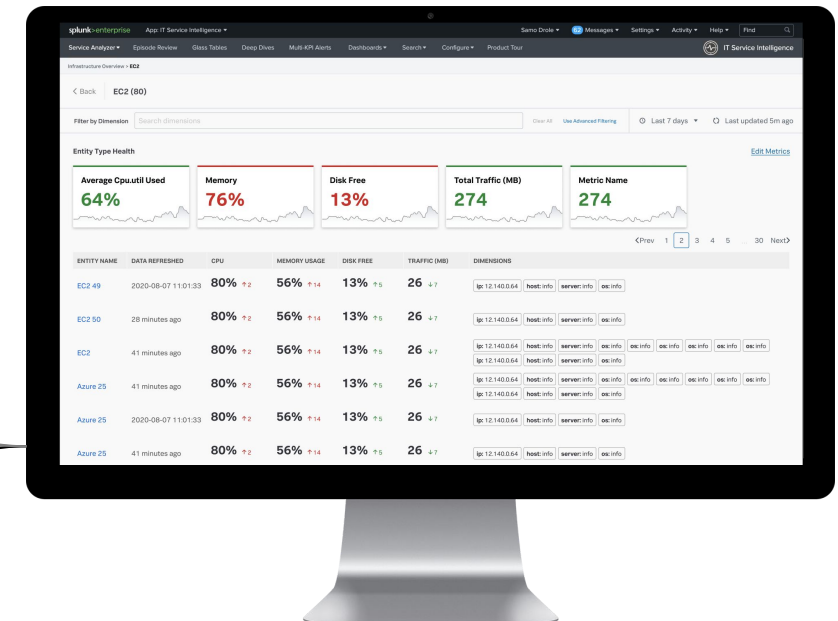 splunk>enterprise App: IT Service Intelligence Samo Drole 62 Messages Settings Activity Help Find
Service Analyzer Episode Review Glass Tables Deep Dives Multi-KPI Alerts Dashboards Search Configure Product Tour IT Service Intelligence
Infrastructure Overview > EC2
Back EC2 (80)
Filter by Dimension Search dimensions Clear All Use Advanced Filtering Last 7 days Last updated 5m ago
Entity Type Health Edit Metrics
Average Cpu.util Used Memory Disk Free Total Traffic (MB) Metric Name
64% 76% 13% 274 274
Prev 1 2 3 4 5 ... 30 Next
ENTITY NAME DATA REFRESHED CPU MEMORY USAGE DISK FREE TRAFFIC (MB) DIMENSIONS
EC2 49 2020-08-07 11:01:33 80% ↑2 56% ↑14 13% ↑5 26 ↓7 ip: 12.140.0.64 host: info server: info os: info
EC2 50 28 minutes ago 80% ↑2 56% ↑14 13% ↑5 26 ↓7 ip: 12.140.0.64 host: info server: info os: info
EC2 41 minutes ago 80% ↑2 56% ↑14 13% ↑5 26 ↓7 ip: 12.140.0.64 host: info server: info os: info os: info os: info os: info os: info os: info
ip: 12.140.0.64 host: info server: info os: info
Azure 25 41 minutes ago 80% ↑2 56% ↑14 13% ↑5 26 ↓7 ip: 12.140.0.64 host: info server: info os: info os: info os: info os: info os: info os: info
ip: 12.140.0.64 host: info server: info os: info
Azure 25 2020-08-07 11:01:33 80% ↑2 56% ↑14 13% ↑5 26 ↓7 ip: 12.140.0.64 host: info server: info os: info
Azure 25 41 minutes ago 80% ↑2 56% ↑14 13% ↑5 26 ↓7 ip: 12.140.0.64 host: info server: info os: info